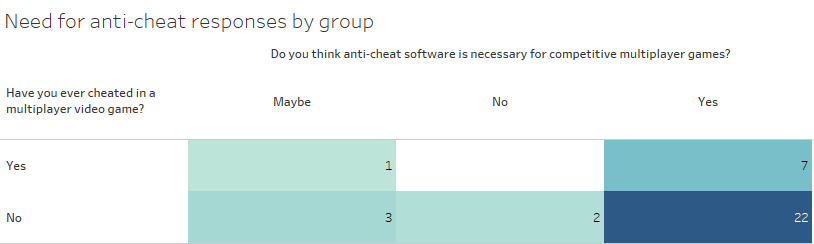 Need for anti-cheat responses by group
Do you think anti-cheat software is necessary for competitive multiplayer games?
Have you ever cheated in a
multiplayer video game?
Maybe No Yes
Yes 1 7
No 3 2 22